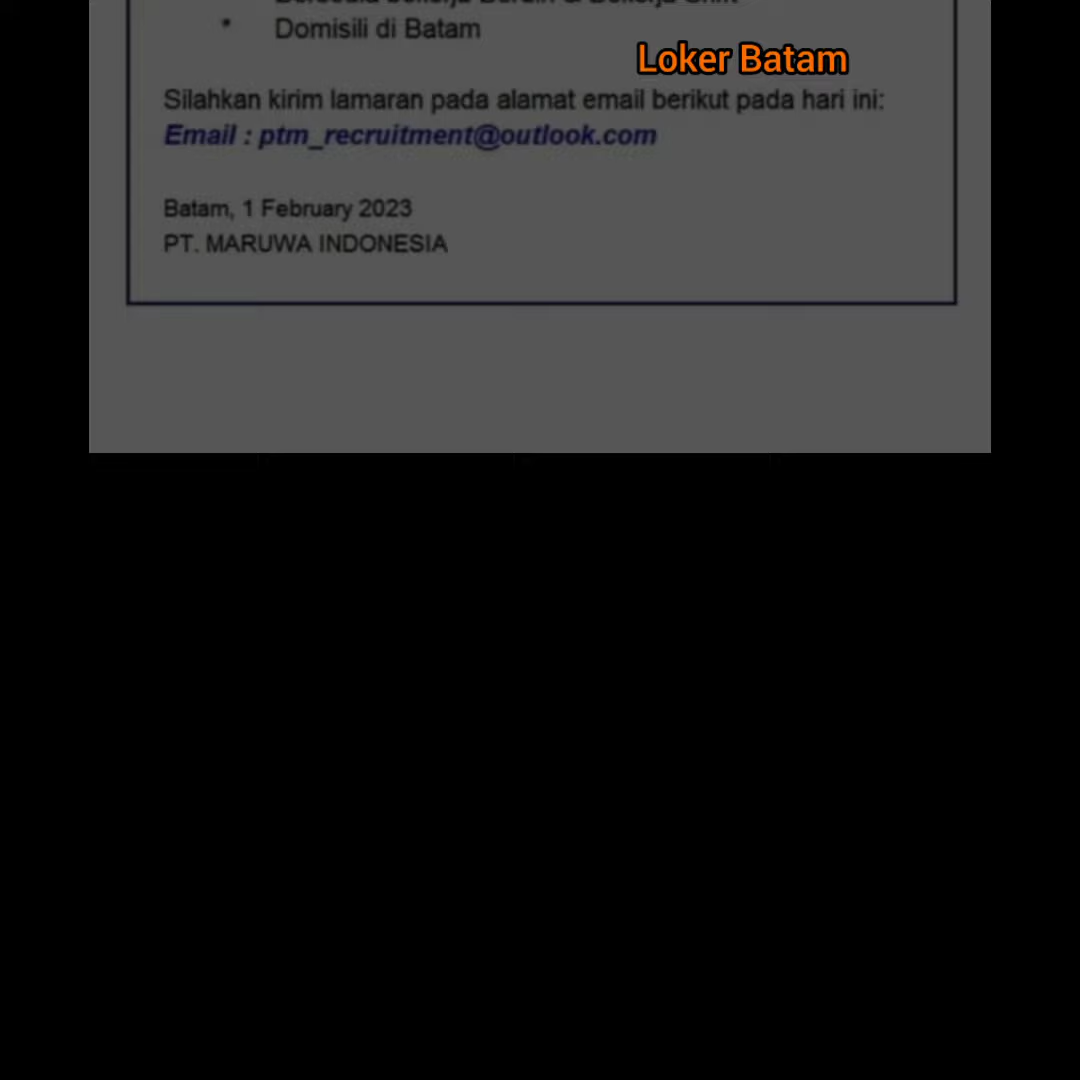 * Domisili di Batam
Loker Batam
Silahkan kirim lamaran pada alamat email berikut pada hari ini:
Email : ptm_recruitment@outlook.com
Batam, 1 February 2023
PT. MARUWA INDONESIA